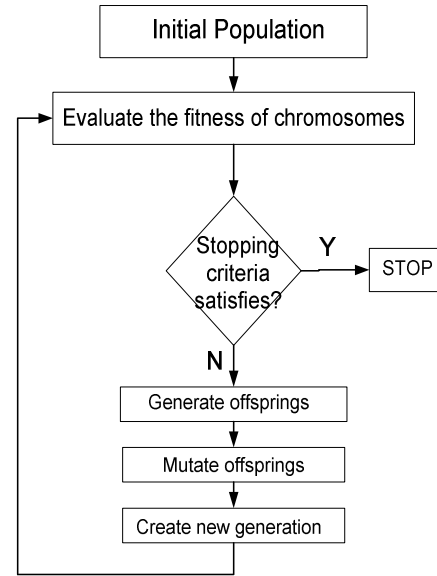 Initial Population
Evaluate the fitness of chromosomes
Stopping
criteria
satisfies?
Y
STOP
N
Generate offsprings
Mutate offsprings
Create new generation